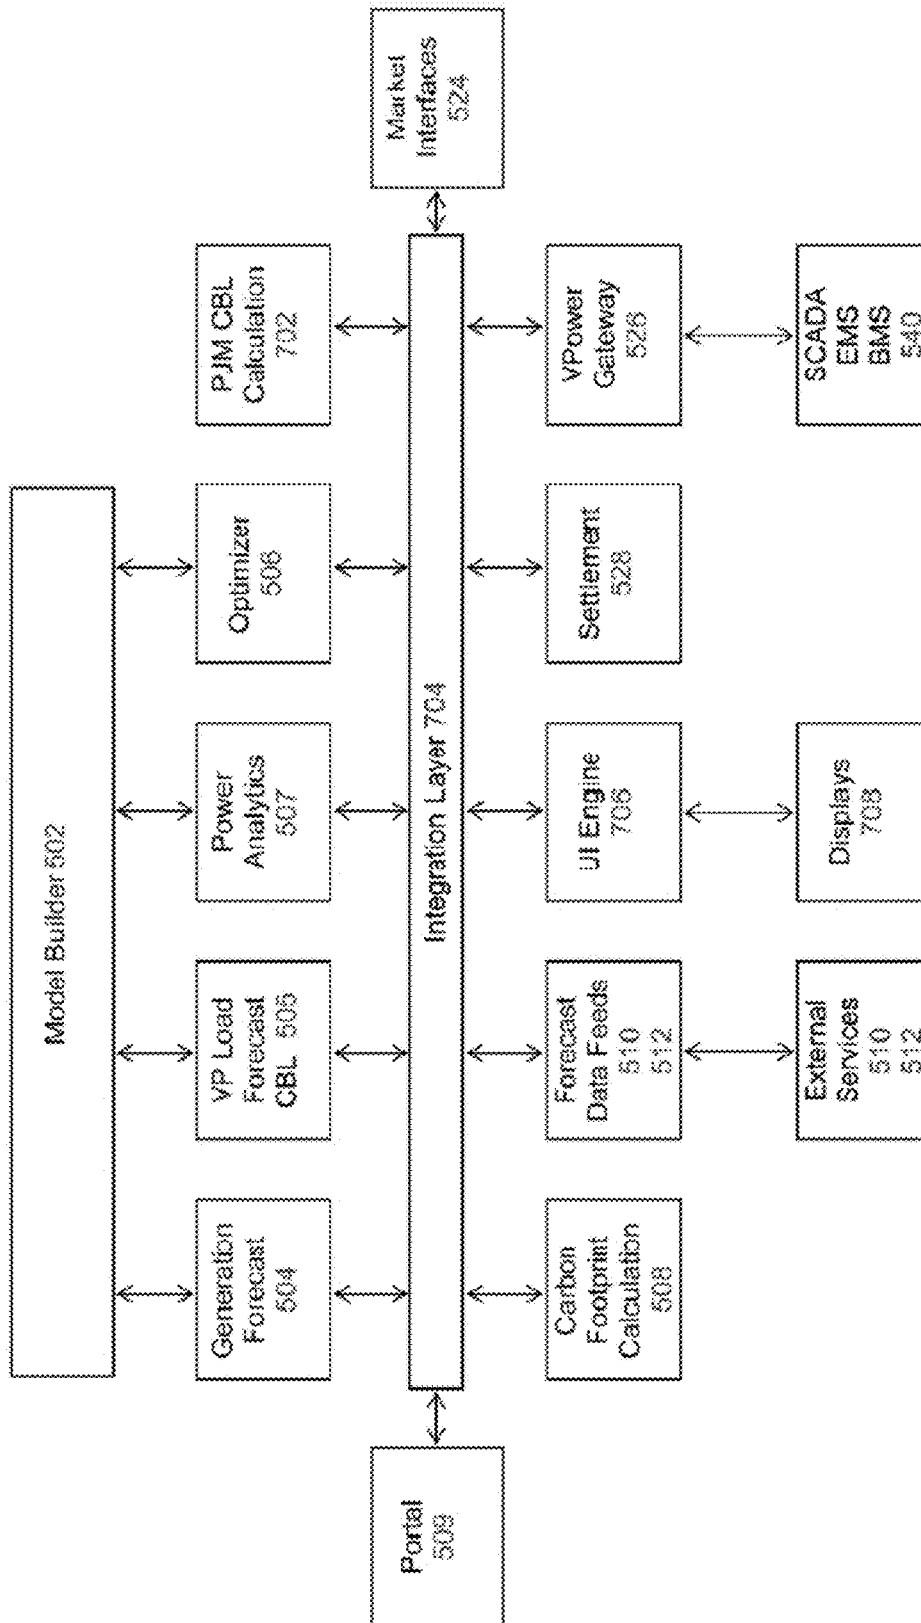 Model Builder 502
Generation
Forecast
504
VP Load
Forecast
CBL 505
Power
Analytics
507
Optimizer
506
PJM CBL
Calculation
702
Portal
509
Integration Layer 704
Market
Interfaces
524
Carbon
Footprint
Calculation
508
Forecast
Data Feeds
510
512
UI Engine
706
Settlement
528
VPower
Gateway
526
External
Services
510
512
Displays
708
SCADA
EMS
BMS
540